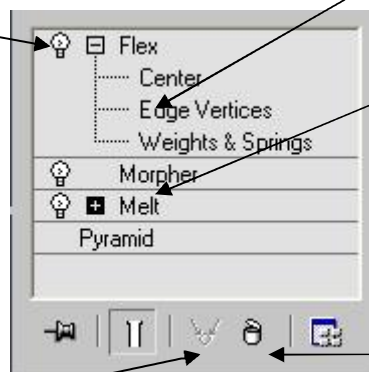 Flex
Center
Edge Vertices
Weights & Springs
Morpher
Melt
Pyramid